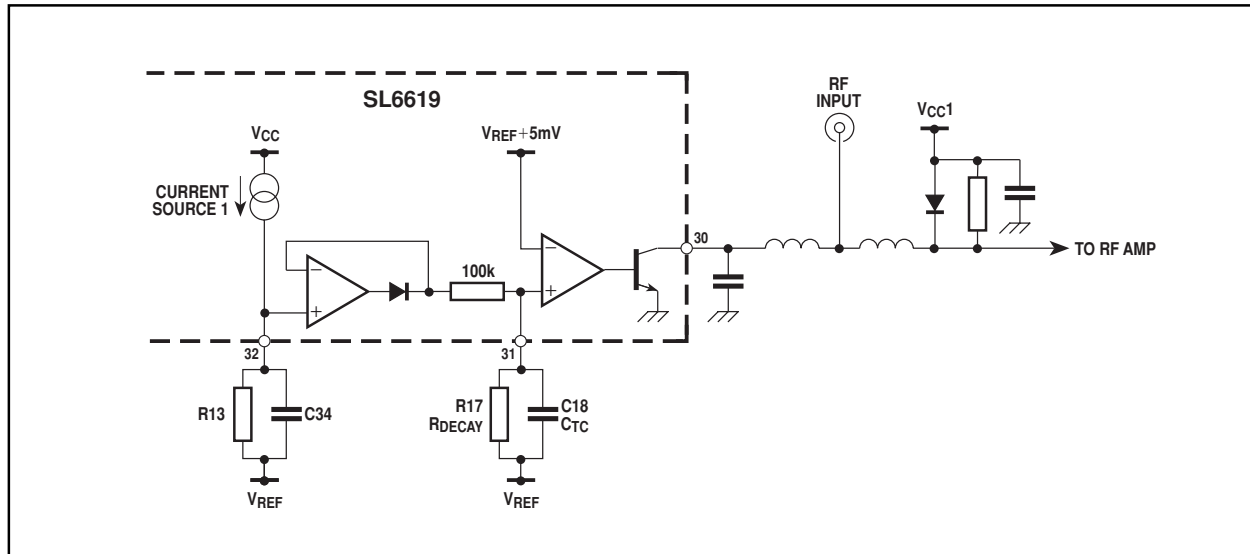 SL6619
RF
INPUT
VCC
VREF+5mV
VCC1
CURRENT
SOURCE 1
30
TO RF AMP
100k
−
+
−
+
32
31
R13
C34
R17
RDECAY
C18
CTC
VREF
VREF